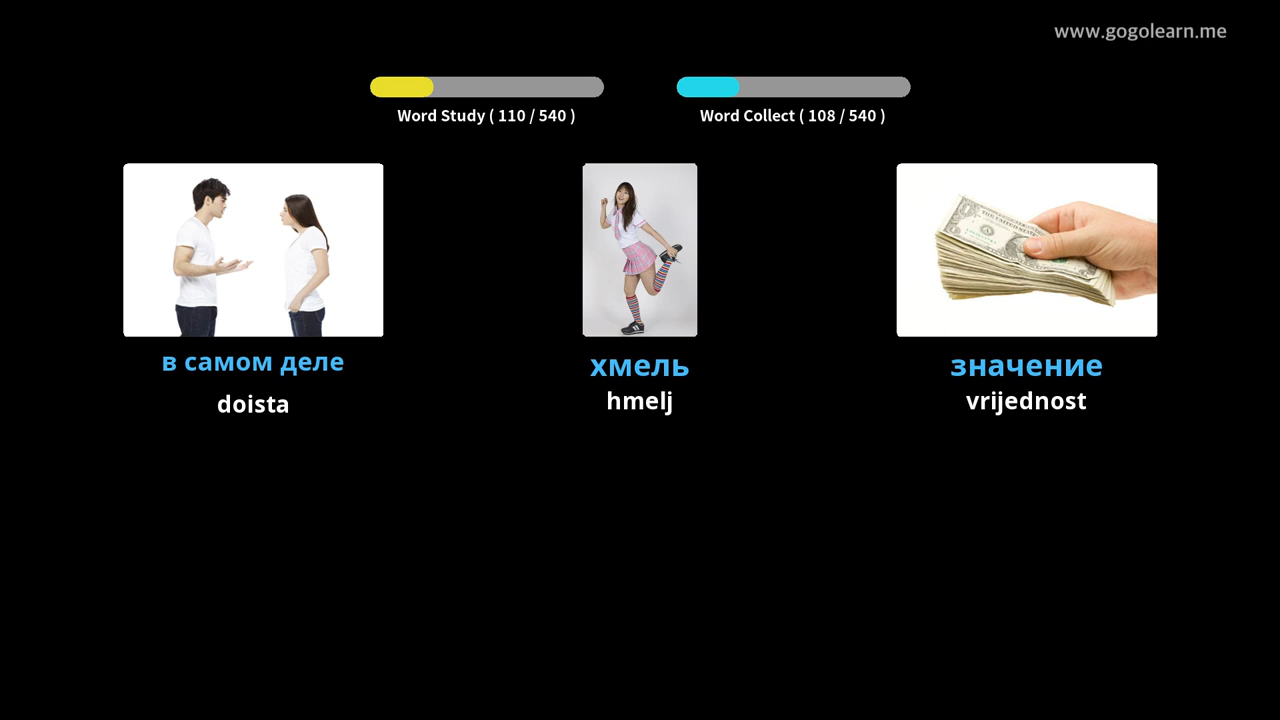 www.gogolearn.me
Word Study ( 110 / 540 )
Word Collect ( 108 / 540 )
в самом деле
хмель
значение
doista
hmelj
vrijednost